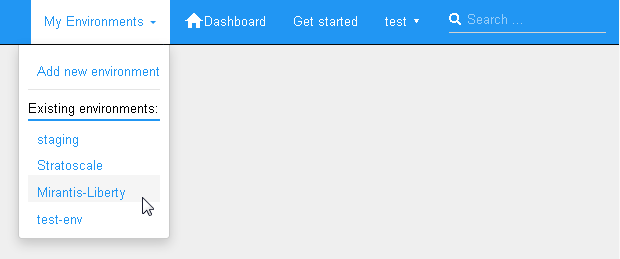 My Environments Dashboard Get started test Search ...
Add new environment
Existing environments:
staging
Stratoscale
Mirantis-Liberty
test-env